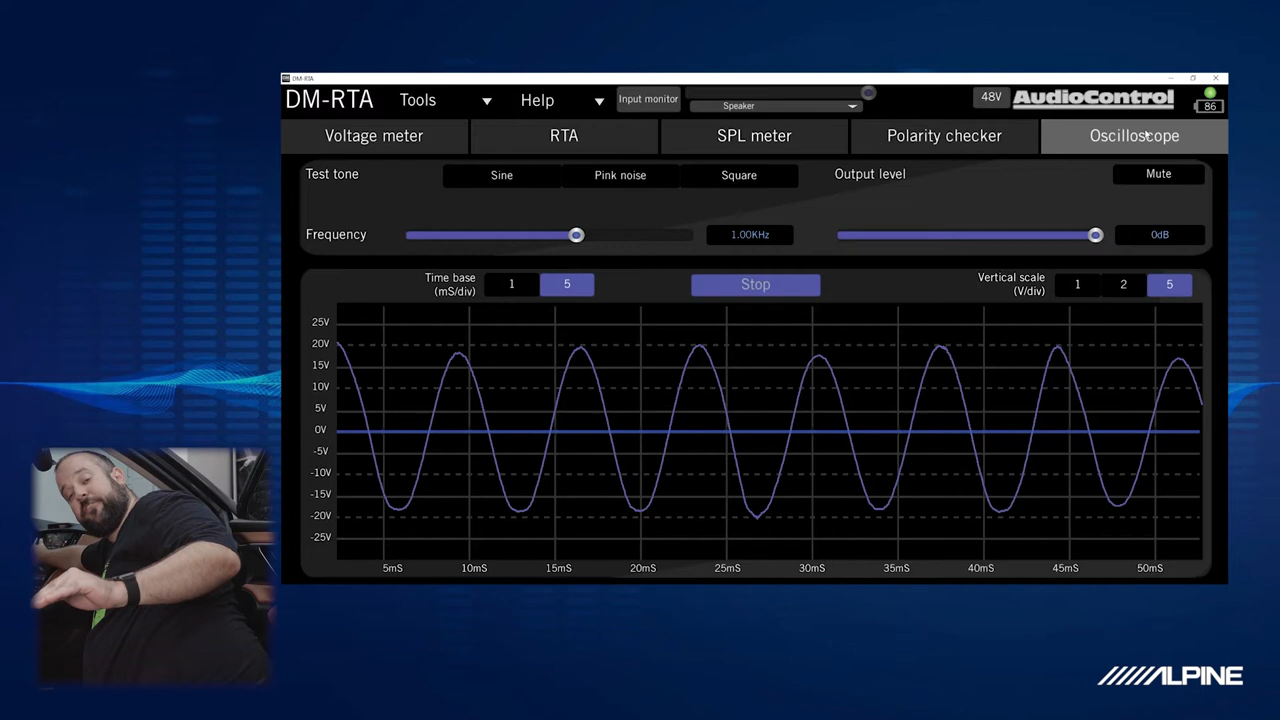 DM-RTA
DM-RTA Tools Help Input monitor Speaker 48V AudioControl 86
Voltage meter RTA SPL meter Polarity checker Oscilloscope
Test tone Sine Pink noise Square Output level Mute
Frequency 1.00KHz 0dB
Time base (mS/div) 1 5 Stop Vertical scale (V/div) 1 2 5
25V
20V
15V
10V
5V
0V
-5V
-10V
-15V
-20V
-25V
5mS 10mS 15mS 20mS 25mS 30mS 35mS 40mS 45mS 50mS
ALPINE